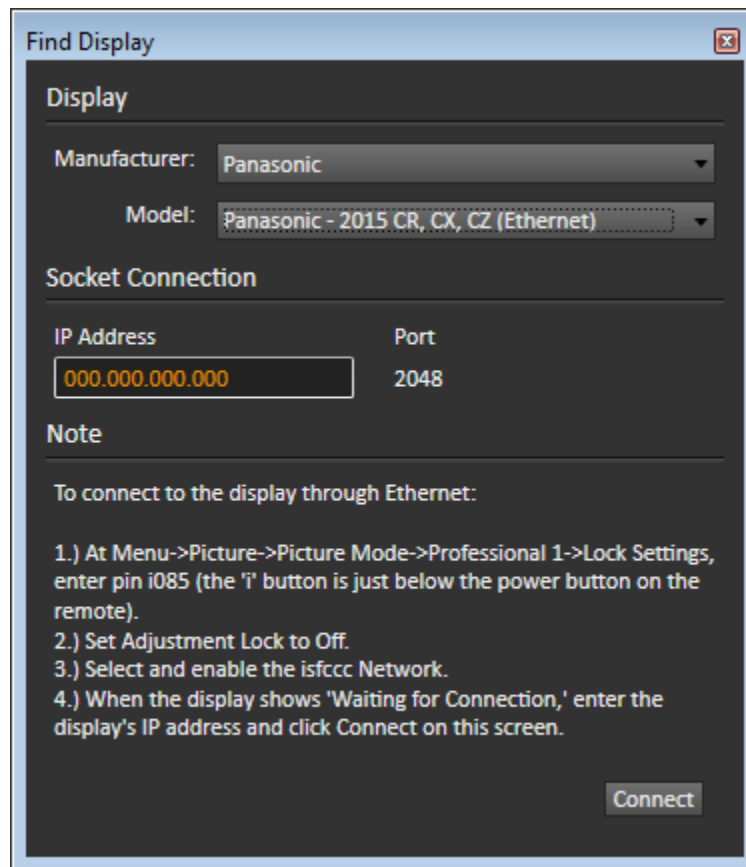 Find Display
Display
Manufacturer: Panasonic
Model: Panasonic - 2015 CR, CX, CZ (Ethernet)
Socket Connection
IP Address Port
000.000.000.000 2048
Note
To connect to the display through Ethernet:
1.) At Menu->Picture->Picture Mode->Professional 1->Lock Settings,
enter pin i085 (the 'i' button is just below the power button on the
remote).
2.) Set Adjustment Lock to Off.
3.) Select and enable the isfccc Network.
4.) When the display shows 'Waiting for Connection,' enter the
display's IP address and click Connect on this screen.
Connect